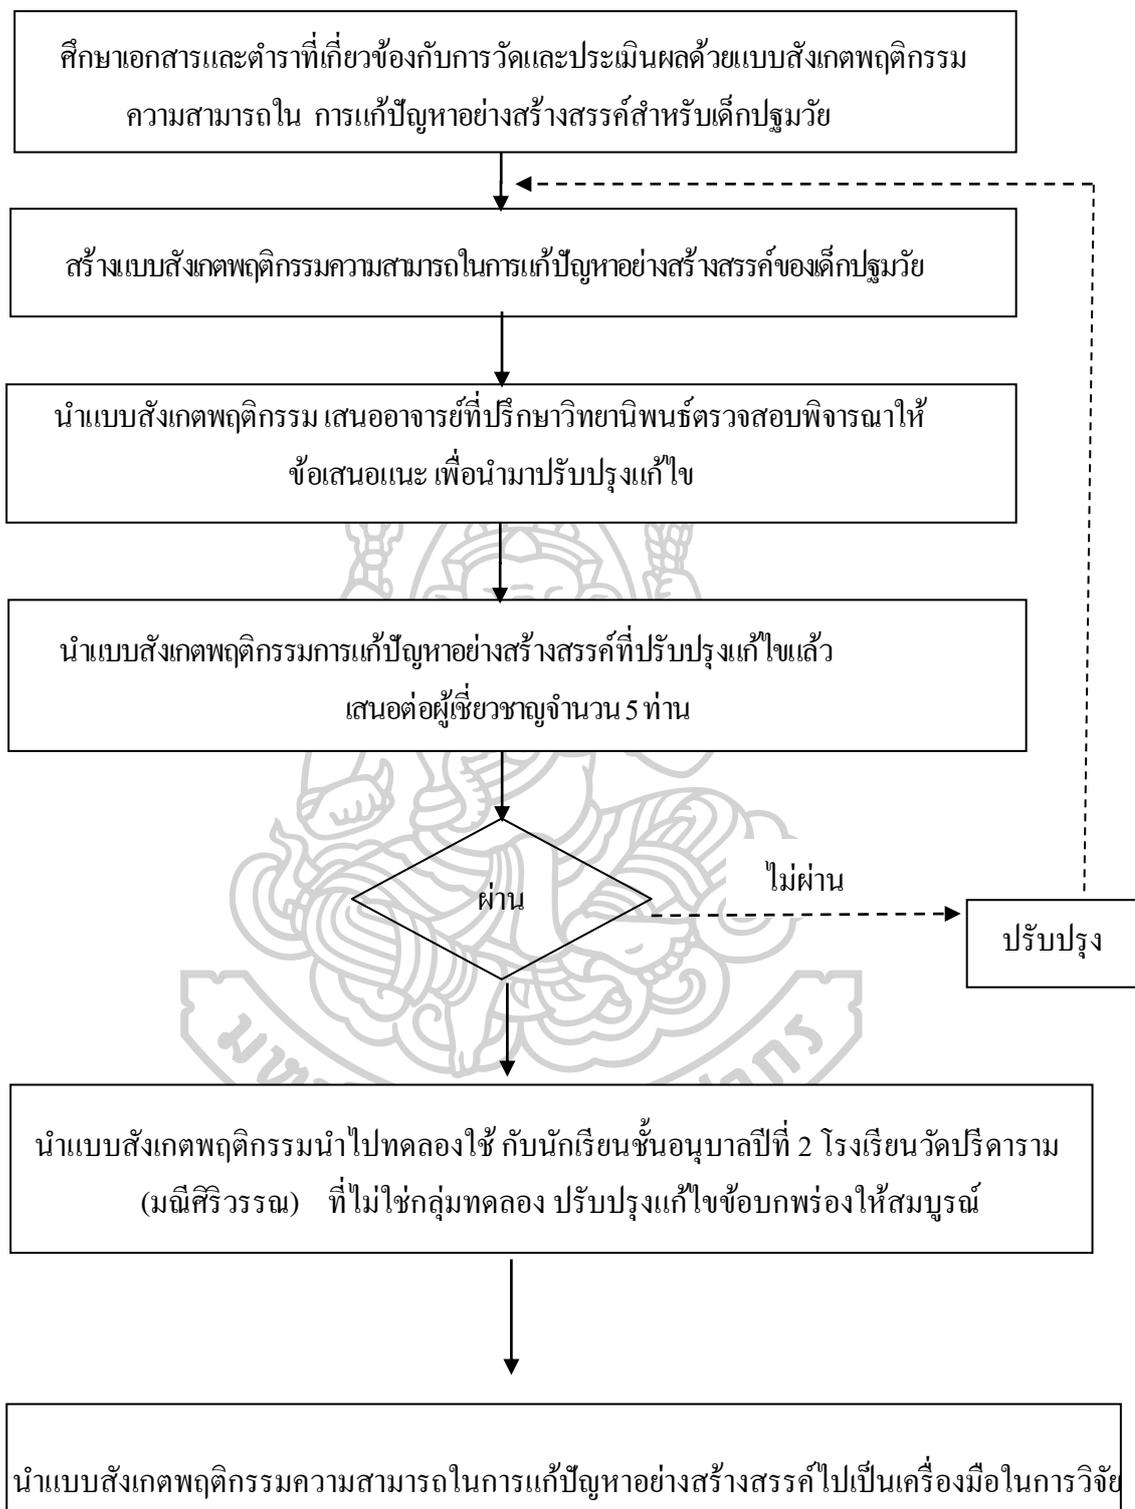 ศึกษาเอกสารและตำราที่เกี่ยวข้องกับการวัดและประเมินผลด้วยแบบสังเกตพฤติกรรม
ความสามารถใน การแก้ปัญหาอย่างสร้างสรรค์สำหรับเด็กปฐมวัย
สร้างแบบสังเกตพฤติกรรมความสามารถในการแก้ปัญหาอย่างสร้างสรรค์ของเด็กปฐมวัย
นำแบบสังเกตพฤติกรรม เสนออาจารย์ที่ปรึกษาวิทยานิพนธ์ตรวจสอบพิจารณาให้
ข้อเสนอแนะ เพื่อนำมาปรับปรุงแก้ไข
นำแบบสังเกตพฤติกรรมการแก้ปัญหาอย่างสร้างสรรค์ที่ปรับปรุงแก้ไขแล้ว
เสนอต่อผู้เชี่ยวชาญจำนวน 5 ท่าน
ผ่าน
ไม่ผ่าน
ปรับปรุง
นำแบบสังเกตพฤติกรรมนำไปทดลองใช้ กับนักเรียนชั้นอนุบาลปีที่ 2 โรงเรียนวัดปรีดาราม
(มณีศิริวรรณ) ที่ไม่ใช่กลุ่มทดลอง ปรับปรุงแก้ไขข้อบกพร่องให้สมบูรณ์
นำแบบสังเกตพฤติกรรมความสามารถในการแก้ปัญหาอย่างสร้างสรรค์ไปเป็นเครื่องมือในการวิจัย